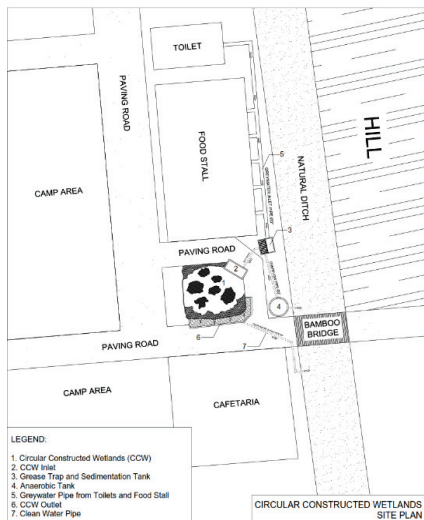 TOILET
PAVING ROAD
FOOD STALL
HILL
NATURAL DITCH
5
CAMP AREA
3
PAVING ROAD
2
4
BAMBOO
BRIDGE
PAVING ROAD
6
7
CAMP AREA
CAFETARIA
LEGEND:
1. Circular Constructed Wetlands (CCW)
2. CCW Inlet
3. Grease Trap and Sedimentation Tank
4. Anaerobic Tank
5. Greywater Pipe from Toilets and Food Stall
6. CCW Outlet
7. Clean Water Pipe
CIRCULAR CONSTRUCTED WETLANDS
SITE PLAN